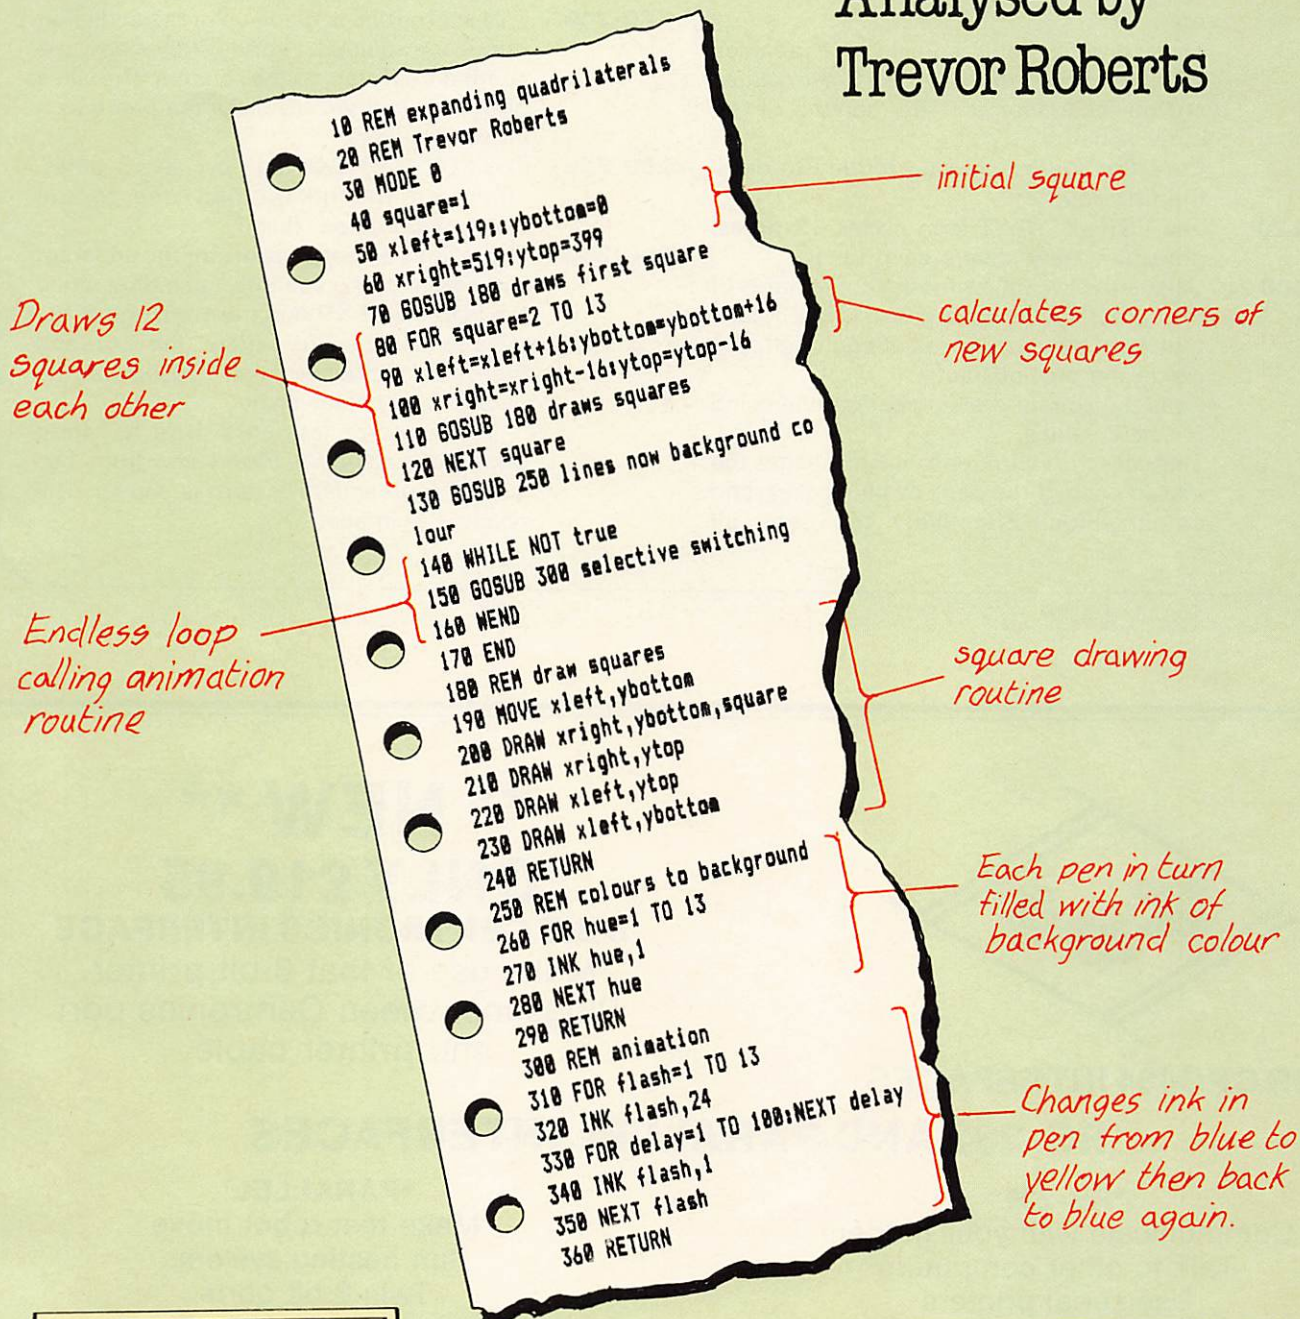 Analysed by
Trevor Roberts
10 REM expanding quadrilaterals
20 REM Trevor Roberts
30 MODE 0
40 square=1
50 xleft=119::ybottom=0
60 xright=519:ytop=399
70 GOSUB 180 draws first square
80 FOR square=2 TO 13
90 xleft=xleft+16:ybottom=ybottom+16
100 xright=xright-16:ytop=ytop-16
110 GOSUB 180 draws squares
120 NEXT square
130 GOSUB 250 lines now background co
lour
140 WHILE NOT true
150 GOSUB 300 selective switching
160 WEND
170 END
180 REM draw squares
190 MOVE xleft,ybottom
200 DRAW xright,ybottom,square
210 DRAW xright,ytop
220 DRAW xleft,ytop
230 DRAW xleft,ybottom
240 RETURN
250 REM colours to background
260 FOR hue=1 TO 13
270 INK hue,1
280 NEXT hue
290 RETURN
300 REM animation
310 FOR flash=1 TO 13
320 INK flash,24
330 FOR delay=1 TO 100:NEXT delay
340 INK flash,1
350 NEXT flash
360 RETURN
Draws 12
squares inside
each other
Endless loop
calling animation
routine
initial square
calculates corners of
new squares
square drawing
routine
Each pen in turn
filled with ink of
background colour
Changes ink in
pen from blue to
yellow then back
to blue again.